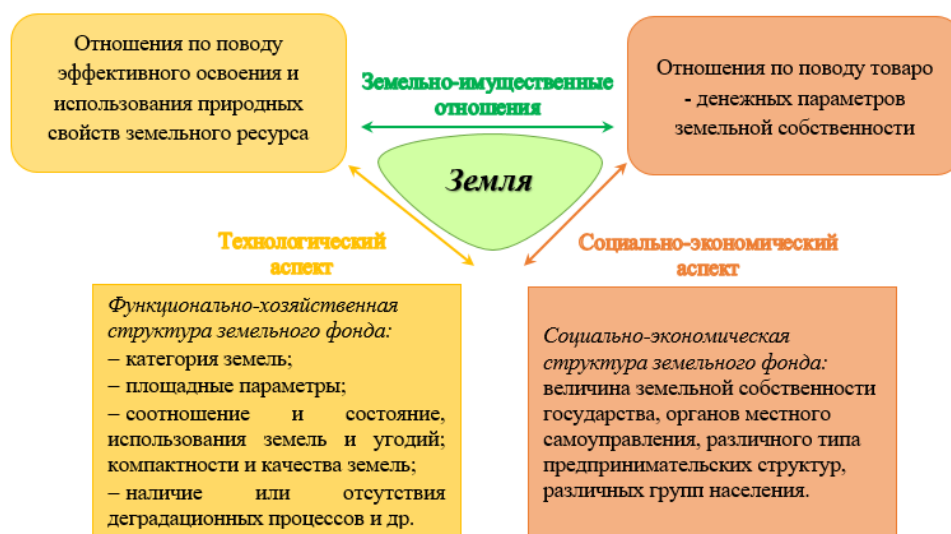 Отношения по поводу
эффективного освоения и
использования природных
свойств земельного ресурса
Земельно-имущественные
отношения
Отношения по поводу товаро
- денежных параметров
земельной собственности
Земля
Технологический
аспект
Социально-экономический
аспект
Функционально-хозяйственная
структура земельного фонда:
– категория земель;
– площадные параметры;
– соотношение и состояние,
использования земель и угодий;
компактности и качества земель;
– наличие или отсутствия
деградационных процессов и др.
Социально-экономическая
структура земельного фонда:
величина земельной собственности
государства, органов местного
самоуправления, различного типа
предпринимательских структур,
различных групп населения.